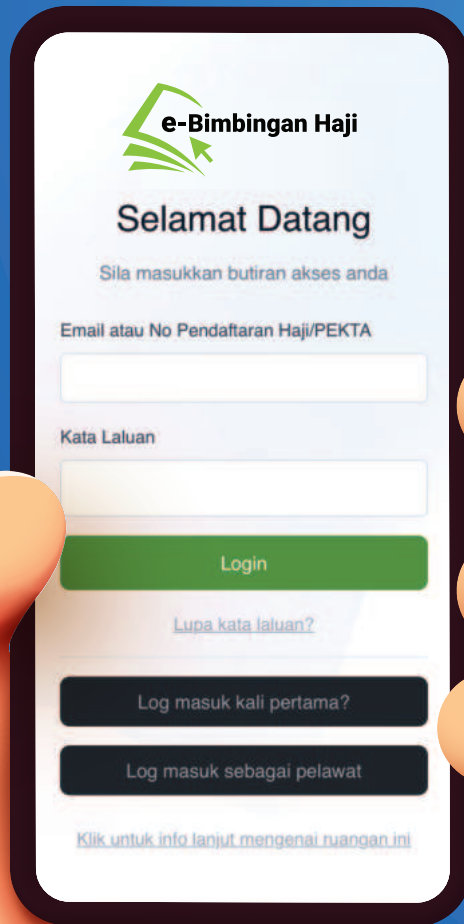 e-Bimbingan Haji
Selamat Datang
Sila masukkan butiran akses anda
Email atau No Pendaftaran Haji/PEKTA
Kata Laluan
Login
Lupa kata laluan?
Log masuk kali pertama?
Log masuk sebagai pelawat
Klik untuk info lanjut mengenai ruangan ini